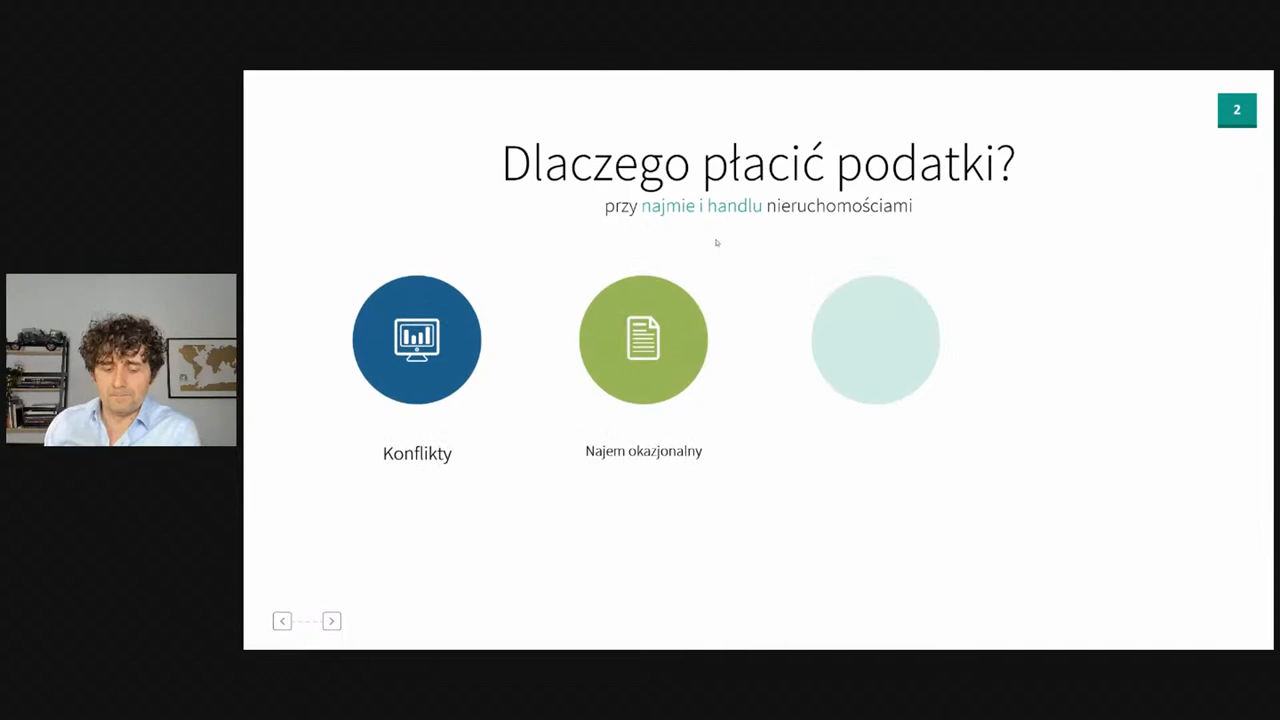 2
Dlaczego płacić podatki?
przy najmie i handlu nieruchomościami
Konflikty
Najem okazjonalny